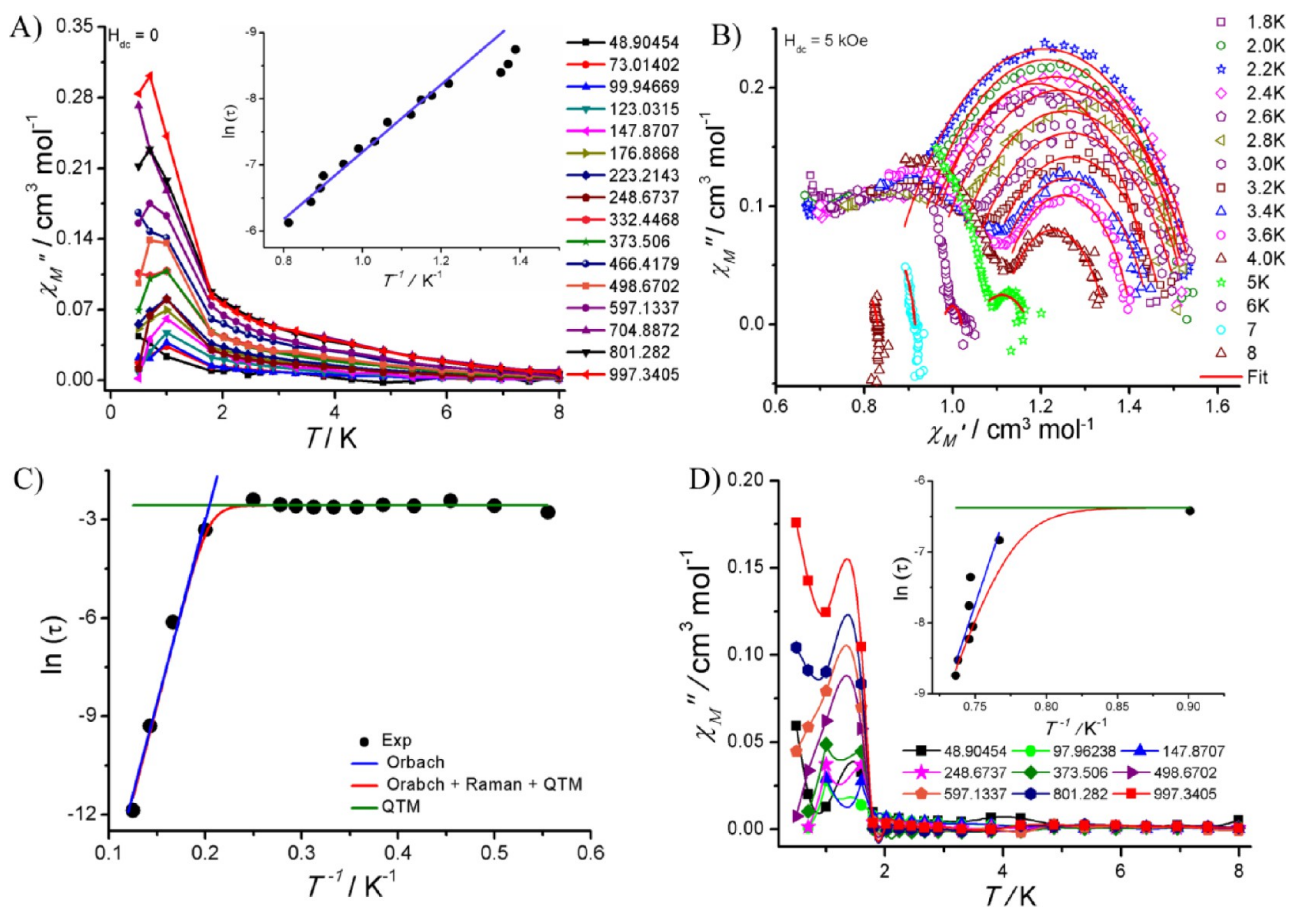 A)
H_dc = 0
χ_M'' / cm³ mol⁻¹
0.35
0.28
0.21
0.14
0.07
0.00
0
2
4
6
8
T / K
ln (τ)
-9
-8
-7
-6
0.8
1.0
1.2
1.4
T⁻¹ / K⁻¹
48.90454
73.01402
99.94669
123.0315
147.8707
176.8868
223.2143
248.6737
332.4468
373.506
466.4179
498.6702
597.1337
704.8872
801.282
997.3405
B)
H_dc = 5 kOe
χ_M'' / cm³ mol⁻¹
0.2
0.1
0.0
0.6
0.8
1.0
1.2
1.4
1.6
χ_M' / cm³ mol⁻¹
1.8K
2.0K
2.2K
2.4K
2.6K
2.8K
3.0K
3.2K
3.4K
3.6K
4.0K
5K
6K
7
8
Fit
C)
ln (τ)
-3
-6
-9
-12
0.1
0.2
0.3
0.4
0.5
0.6
T⁻¹ / K⁻¹
Exp
Orbach
Orabch + Raman + QTM
QTM
D)
χ_M'' / cm³ mol⁻¹
0.20
0.15
0.10
0.05
0.00
2
4
6
8
T / K
ln (τ)
-6
-7
-8
-9
0.75
0.80
0.85
0.90
T⁻¹ / K⁻¹
48.90454 97.96238 147.8707
248.6737 373.506 498.6702
597.1337 801.282 997.3405